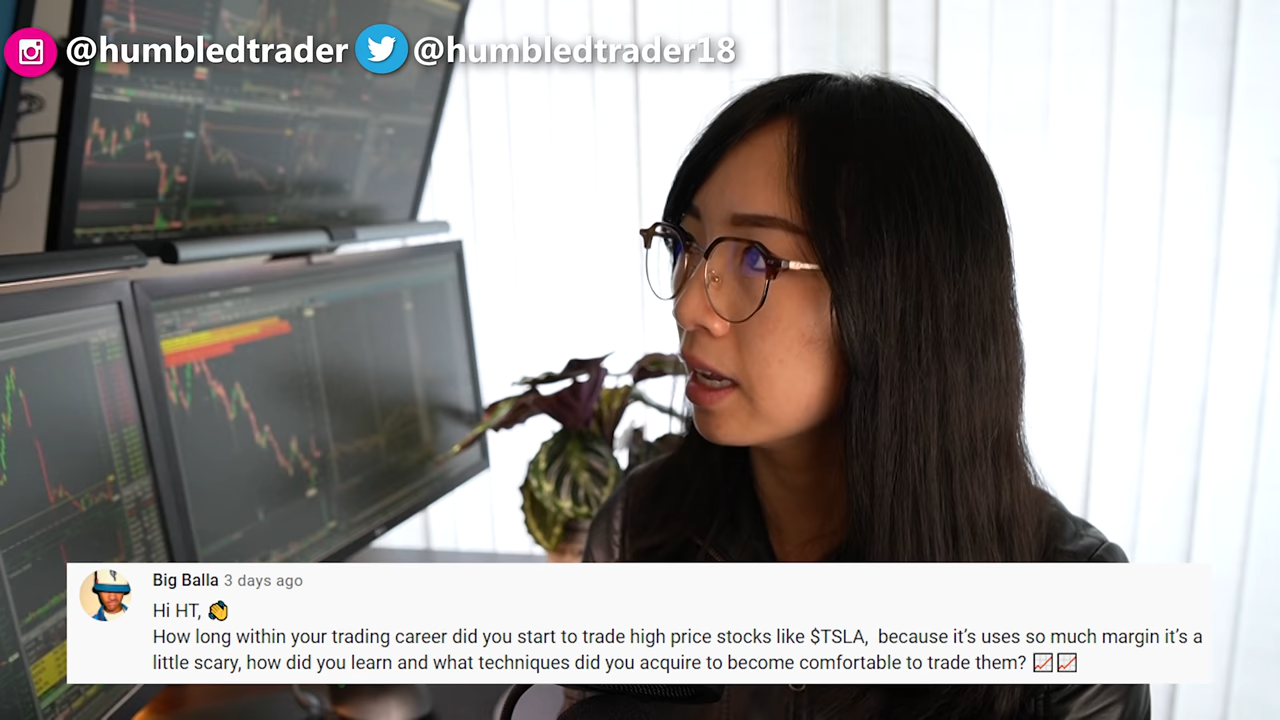 @humbledtrader @humbledtrader18
Big Balla 3 days ago
Hi HT, 👏
How long within your trading career did you start to trade high price stocks like $TSLA, because it's uses so much margin it's a
little scary, how did you learn and what techniques did you acquire to become comfortable to trade them? 📈📈